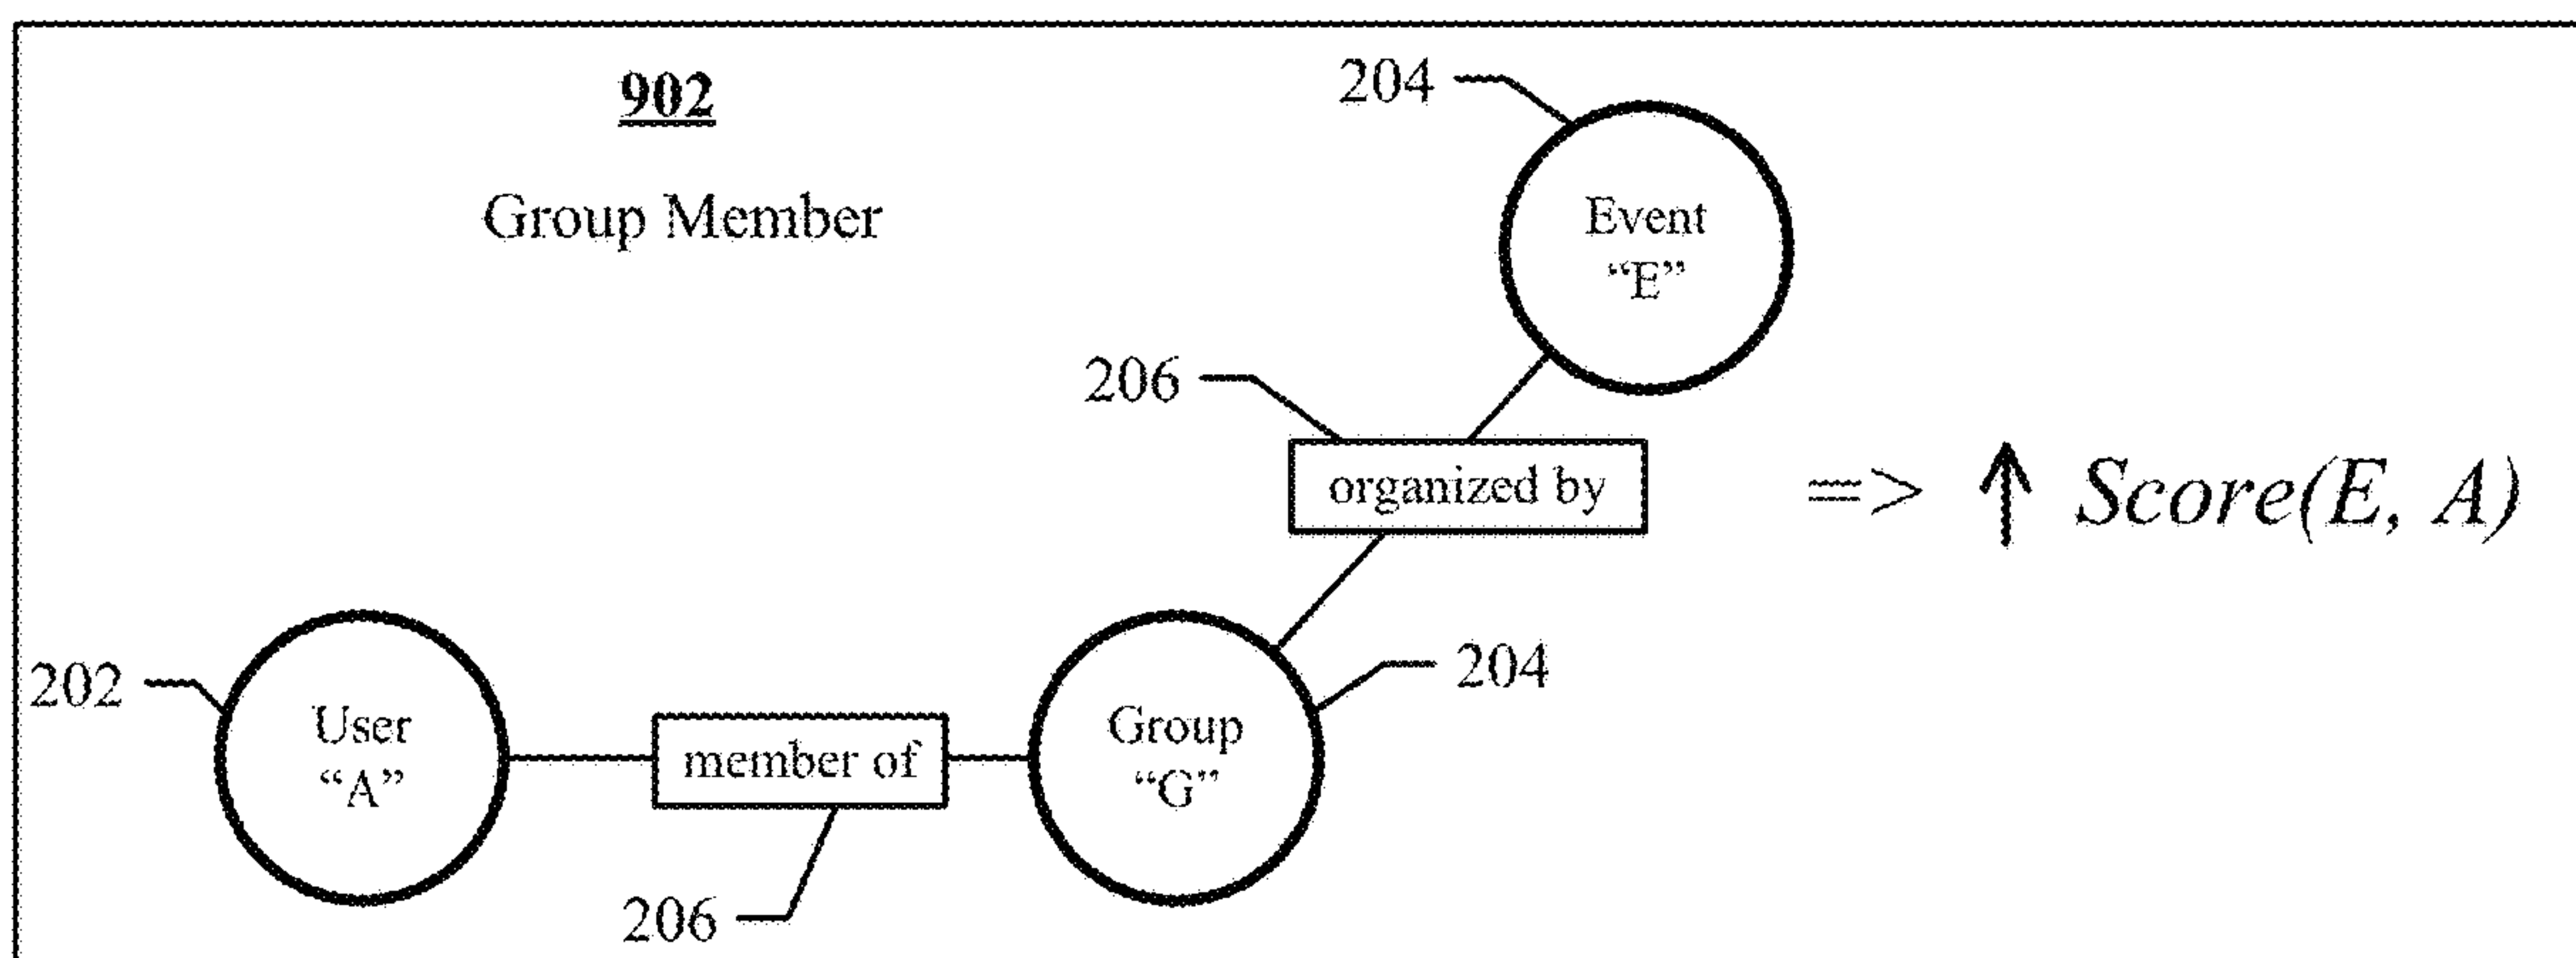 902
Group Member
204
Event
“E”
206
organized by
=> ↑ Score(E, A)
202
User
“A”
member of
Group
“G”
204
206